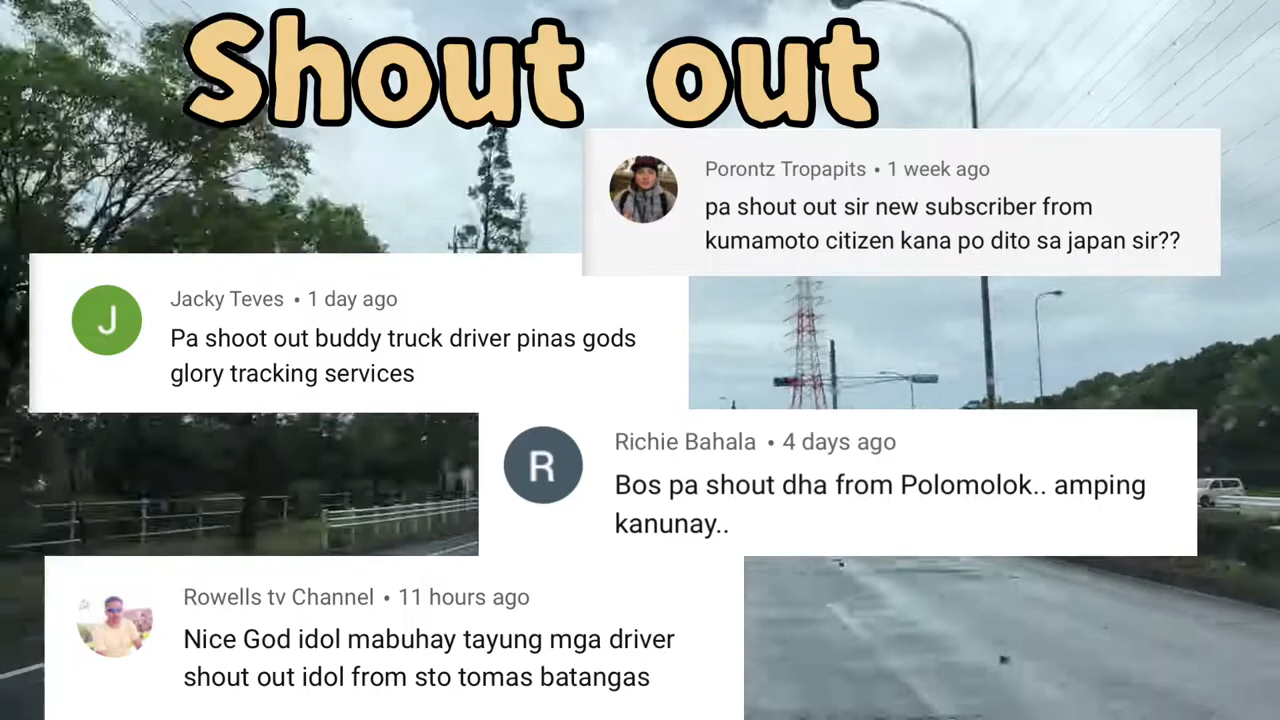 Shout out
Porontz Tropapits • 1 week ago
pa shout out sir new subscriber from
kumamoto citizen kana po dito sa japan sir??
J
Jacky Teves • 1 day ago
Pa shoot out buddy truck driver pinas gods
glory tracking services
R
Richie Bahala • 4 days ago
Bos pa shout dha from Polomolok.. amping
kanunay..
Rowells tv Channel • 11 hours ago
Nice God idol mabuhay tayung mga driver
shout out idol from sto tomas batangas